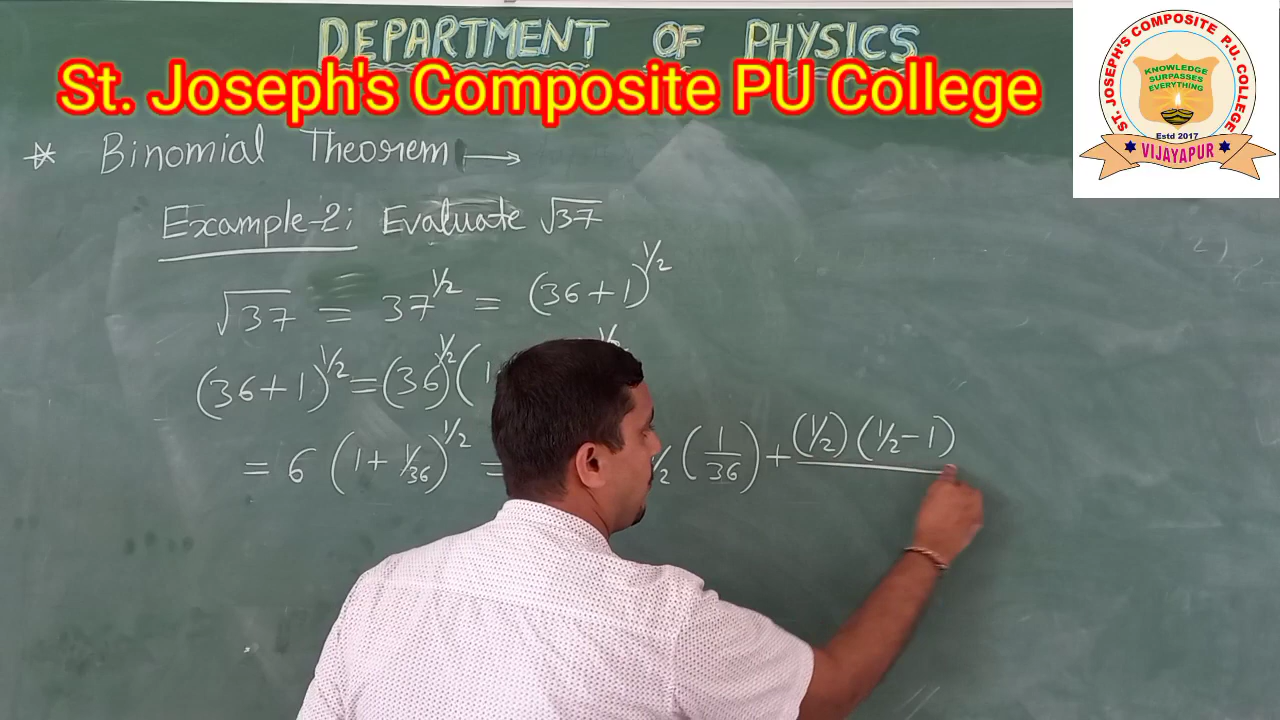 DEPARTMENT OF PHYSICS
St. Joseph's Composite PU College
ST. JOSEPH'S COMPOSITE P.U. COLLEGE
KNOWLEDGE
SURPASSES
EVERYTHING
Estd 2017
VIJAYAPUR
* Binomial Theorem →
Example-2: Evaluate √37
√37 = 37^1/2 = (36+1)^1/2
(36+1)^1/2 = (36)^1/2 (1
= 6 (1 + 1/36)^1/2 = 1/2 (1/36) + (1/2) (1/2 - 1)